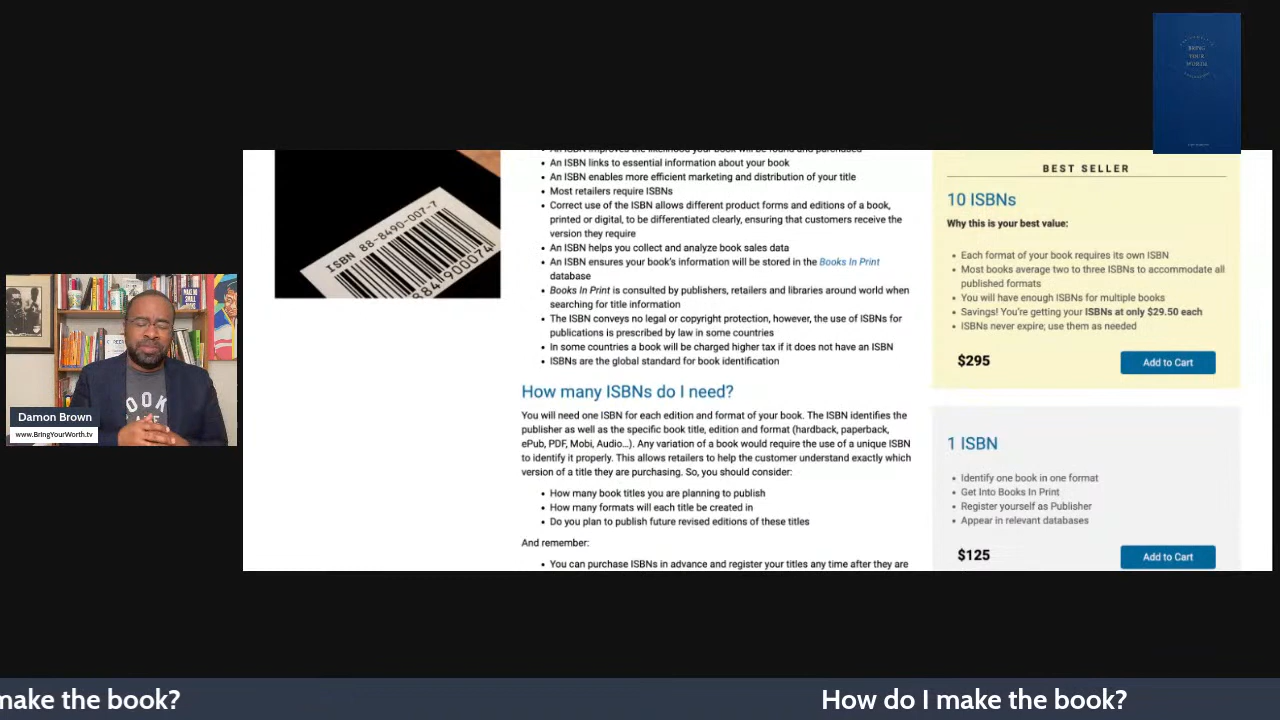 BRING
YOUR
WORTH
An ISBN improves the likelihood your book will be found and purchased
An ISBN links to essential information about your book
An ISBN enables more efficient marketing and distribution of your title
Most retailers require ISBNs
Correct use of the ISBN allows different product forms and editions of a book,
printed or digital, to be differentiated clearly, ensuring that customers receive the
version they require
An ISBN helps you collect and analyze book sales data
An ISBN ensures your book's information will be stored in the Books In Print
database
Books In Print is consulted by publishers, retailers and libraries around world when
searching for title information
The ISBN conveys no legal or copyright protection, however, the use of ISBNs for
publications is prescribed by law in some countries
In some countries a book will be charged higher tax if it does not have an ISBN
ISBNs are the global standard for book identification
How many ISBNs do I need?
You will need one ISBN for each edition and format of your book. The ISBN identifies the
publisher as well as the specific book title, edition and format (hardback, paperback,
ePub, PDF, Mobi, Audio...). Any variation of a book would require the use of a unique ISBN
to identify it properly. This allows retailers to help the customer understand exactly which
version of a title they are purchasing. So, you should consider:
How many book titles you are planning to publish
How many formats will each title be created in
Do you plan to publish future revised editions of these titles
And remember:
You can purchase ISBNs in advance and register your titles any time after they are
ISBN 88-8490-007-7
BEST SELLER
10 ISBNs
Why this is your best value:
Each format of your book requires its own ISBN
Most books average two to three ISBNs to accommodate all
published formats
You will have enough ISBNs for multiple books
Savings! You're getting your ISBNs at only $29.50 each
ISBNs never expire; use them as needed
$295
Add to Cart
1 ISBN
Identify one book in one format
Get Into Books In Print
Register yourself as Publisher
Appear in relevant databases
$125
Add to Cart
Damon Brown
www.BringYourWorth.tv
make the book?
How do I make the book?